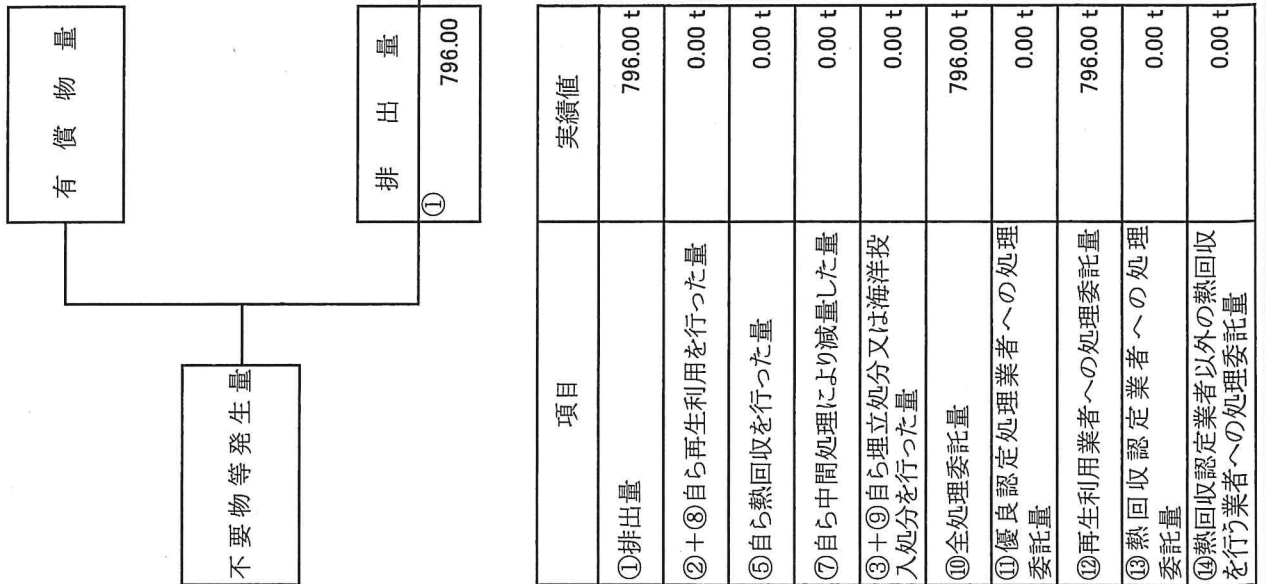 有償物量
不要物等発生量
排出量
①
796.00
項目 実績値
①排出量 796.00 t
②+⑧自ら再生利用を行った量 0.00 t
⑤自ら熱回収を行った量 0.00 t
⑦自ら中間処理により減量した量 0.00 t
③+⑨自ら埋立処分又は海洋投
入処分を行った量 0.00 t
⑩全処理委託量 796.00 t
⑪優良認定処理業者への処理
委託量 0.00 t
⑫再生利用業者への処理委託量 796.00 t
⑬熱回収認定業者への処理
委託量 0.00 t
⑭熱回収認定業者以外の熱回収
を行う業者への処理委託量 0.00 t